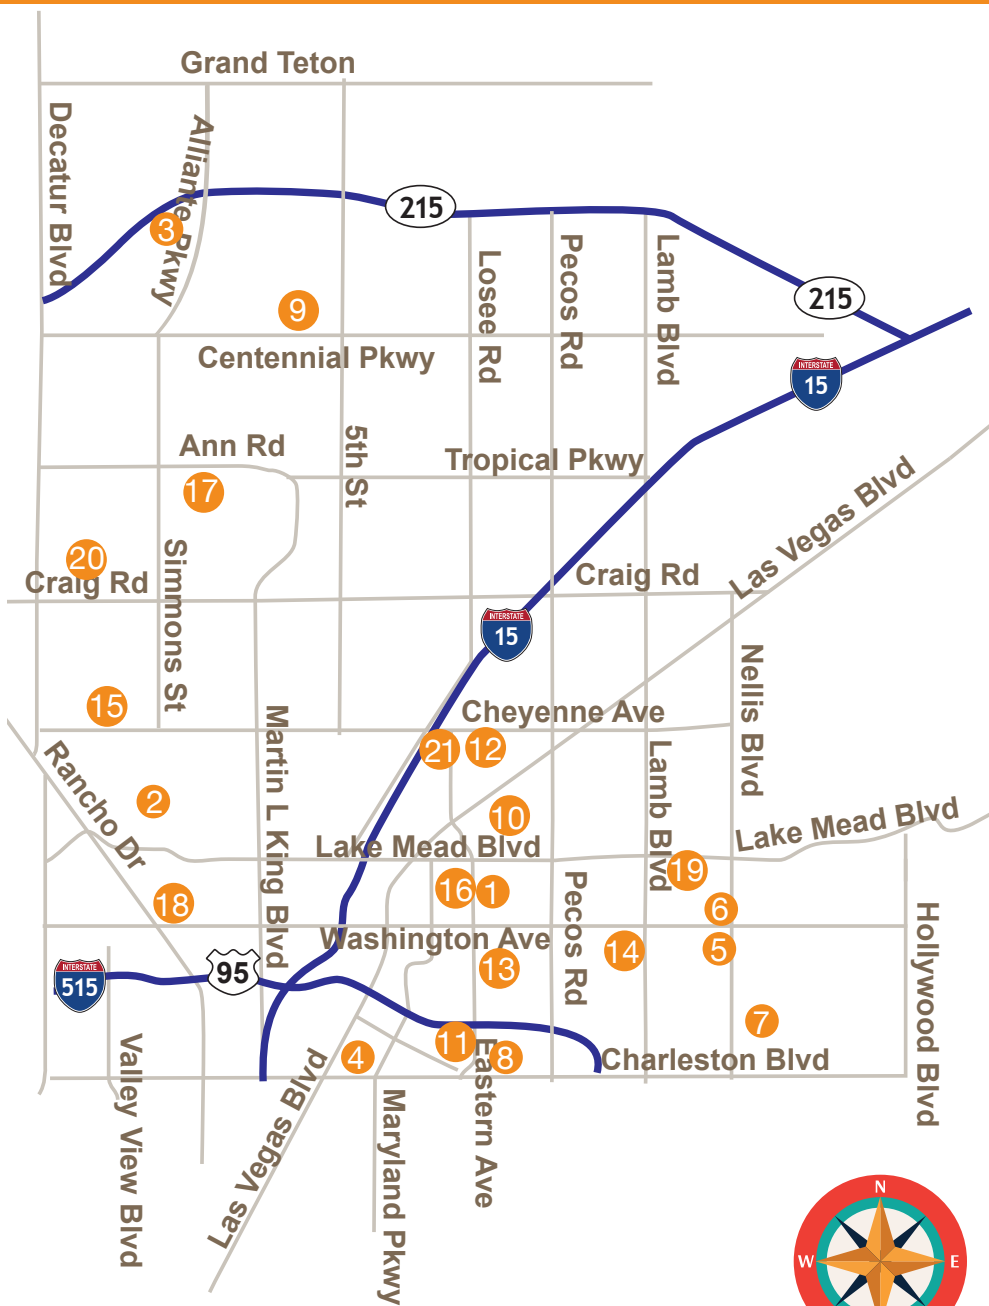 Grand Teton
Decatur Blvd
Alliante Pkwy
215
3
Losee Rd
Pecos Rd
Lamb Blvd
215
9
Centennial Pkwy
INTERSTATE
15
Ann Rd
5th St
Tropical Pkwy
17
Las Vegas Blvd
20
Craig Rd
Simmons St
Craig Rd
INTERSTATE
15
Nellis Blvd
15
Martin L King Blvd
Cheyenne Ave
21
12
Rancho Dr
Lamb Blvd
2
10
Lake Mead Blvd
Lake Mead Blvd
19
16
1
Pecos Rd
18
6
Hollywood Blvd
Washington Ave
14
5
13
INTERSTATE
515
95
7
Valley View Blvd
4
11
Eastern Ave
8
Charleston Blvd
Las Vegas Blvd
Maryland Pkwy
N
W
E